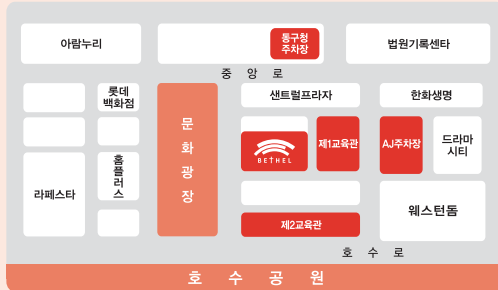 아람누리
동구청
주차장
법원기록센타
중 앙 로
롯데
백화점
샌트럴프라자
한화생명
문
화
광
장
BETHEL
제1교육관
AJ주차장
드라마
시티
홈
플
러
스
라페스타
제2교육관
웨스턴돔
호 수 로
호 수 공 원